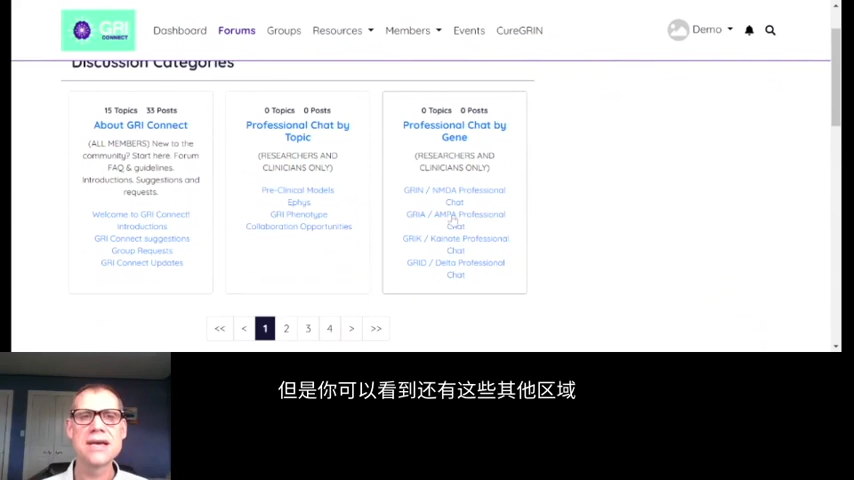 GRI
CONNECT
Dashboard
Forums
Groups
Resources
Members
Events
CureGRIN
Demo
Discussion Categories
15 Topics 33 Posts
About GRI Connect
(ALL MEMBERS) New to the
community? Start here. Forum
FAQ & guidelines.
Introductions. Suggestions and
requests.
Welcome to GRI Connect!
Introductions
GRI Connect suggestions
Group Requests
GRI Connect Updates
0 Topics 0 Posts
Professional Chat by
Topic
(RESEARCHERS AND
CLINICIANS ONLY)
Pre-Clinical Models
Ephys
GRI Phenotype
Collaboration Opportunities
0 Topics 0 Posts
Professional Chat by
Gene
(RESEARCHERS AND
CLINICIANS ONLY)
GRIN / NMDA Professional
Chat
GRIA / AMPA Professional
Chat
GRIK / Kainate Professional
Chat
GRID / Delta Professional
Chat
<< < 1 2 3 4 > >>
但是你可以看到还有这些其他区域